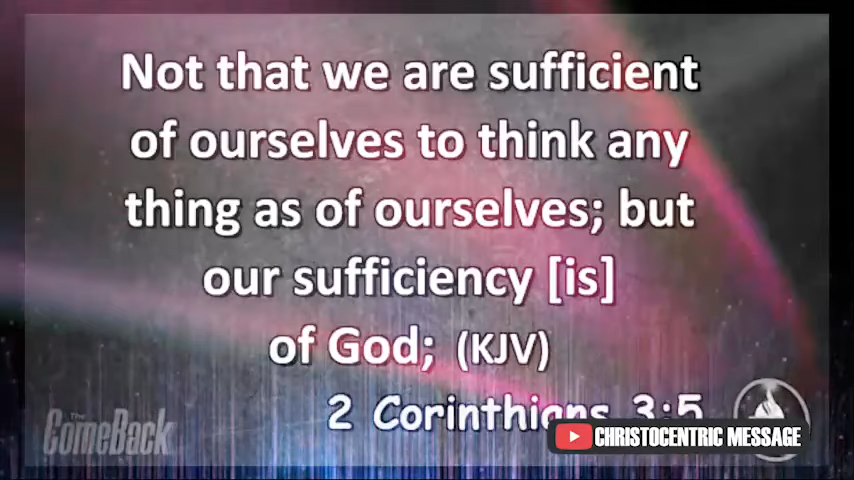 Not that we are sufficient
of ourselves to think any
thing as of ourselves; but
our sufficiency [is]
of God; (KJV)
2 Corinthians 3:5
The
ComeBack
CHRISTOCENTRIC MESSAGE